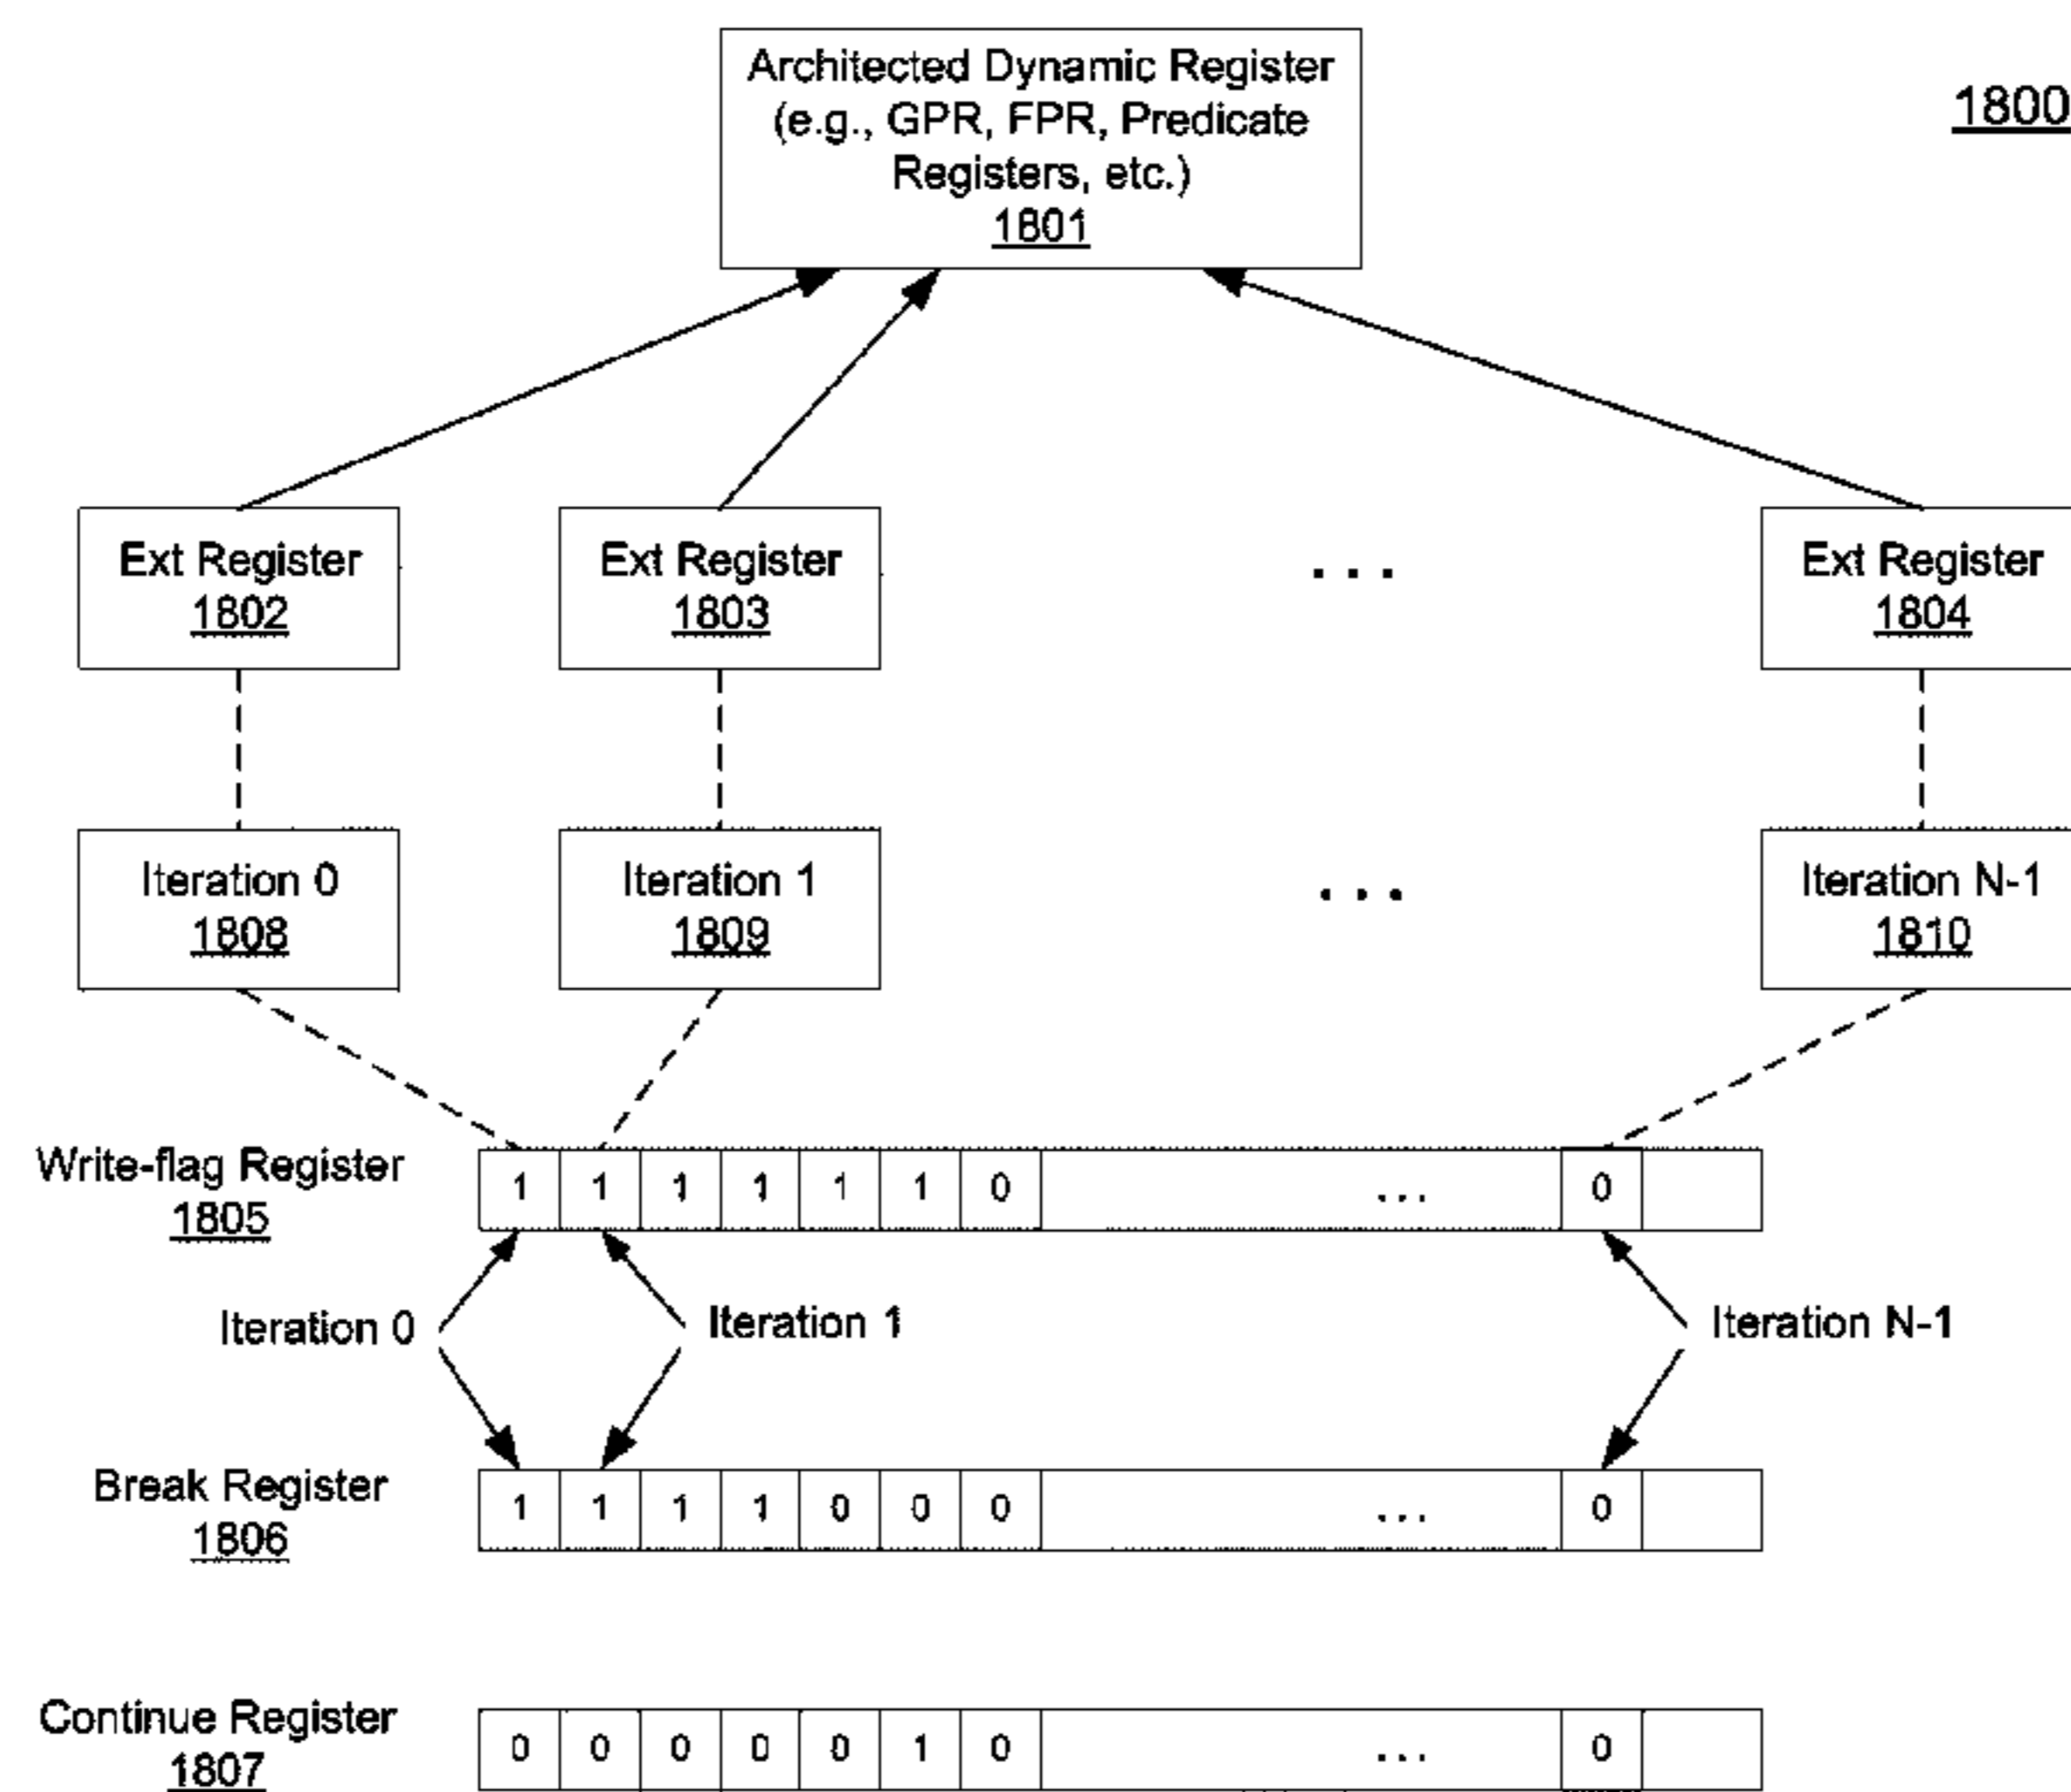 Architected Dynamic Register
(e.g., GPR, FPR, Predicate
Registers, etc.)
1801
1800
Ext Register
1802
Ext Register
1803
. . .
Ext Register
1804
Iteration 0
1808
Iteration 1
1809
. . .
Iteration N-1
1810
Write-flag Register
1805
1 1 1 1 1 1 0 ... 0
Iteration 0
Iteration 1
Iteration N-1
Break Register
1806
1 1 1 1 0 0 0 ... 0
Continue Register
1807
0 0 0 0 0 1 0 ... 0